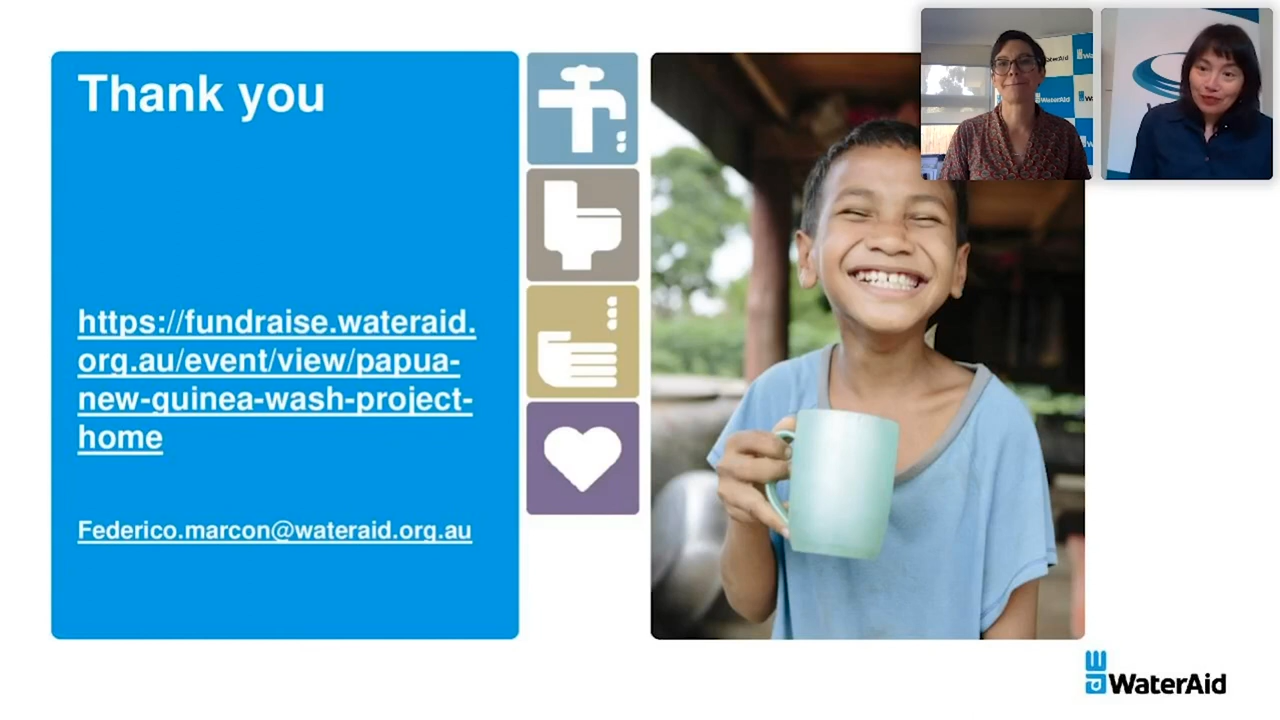 Thank you
https://fundraise.wateraid.
org.au/event/view/papua-
new-guinea-wash-project-
home
Federico.marcon@wateraid.org.au
WaterAid
WaterAid